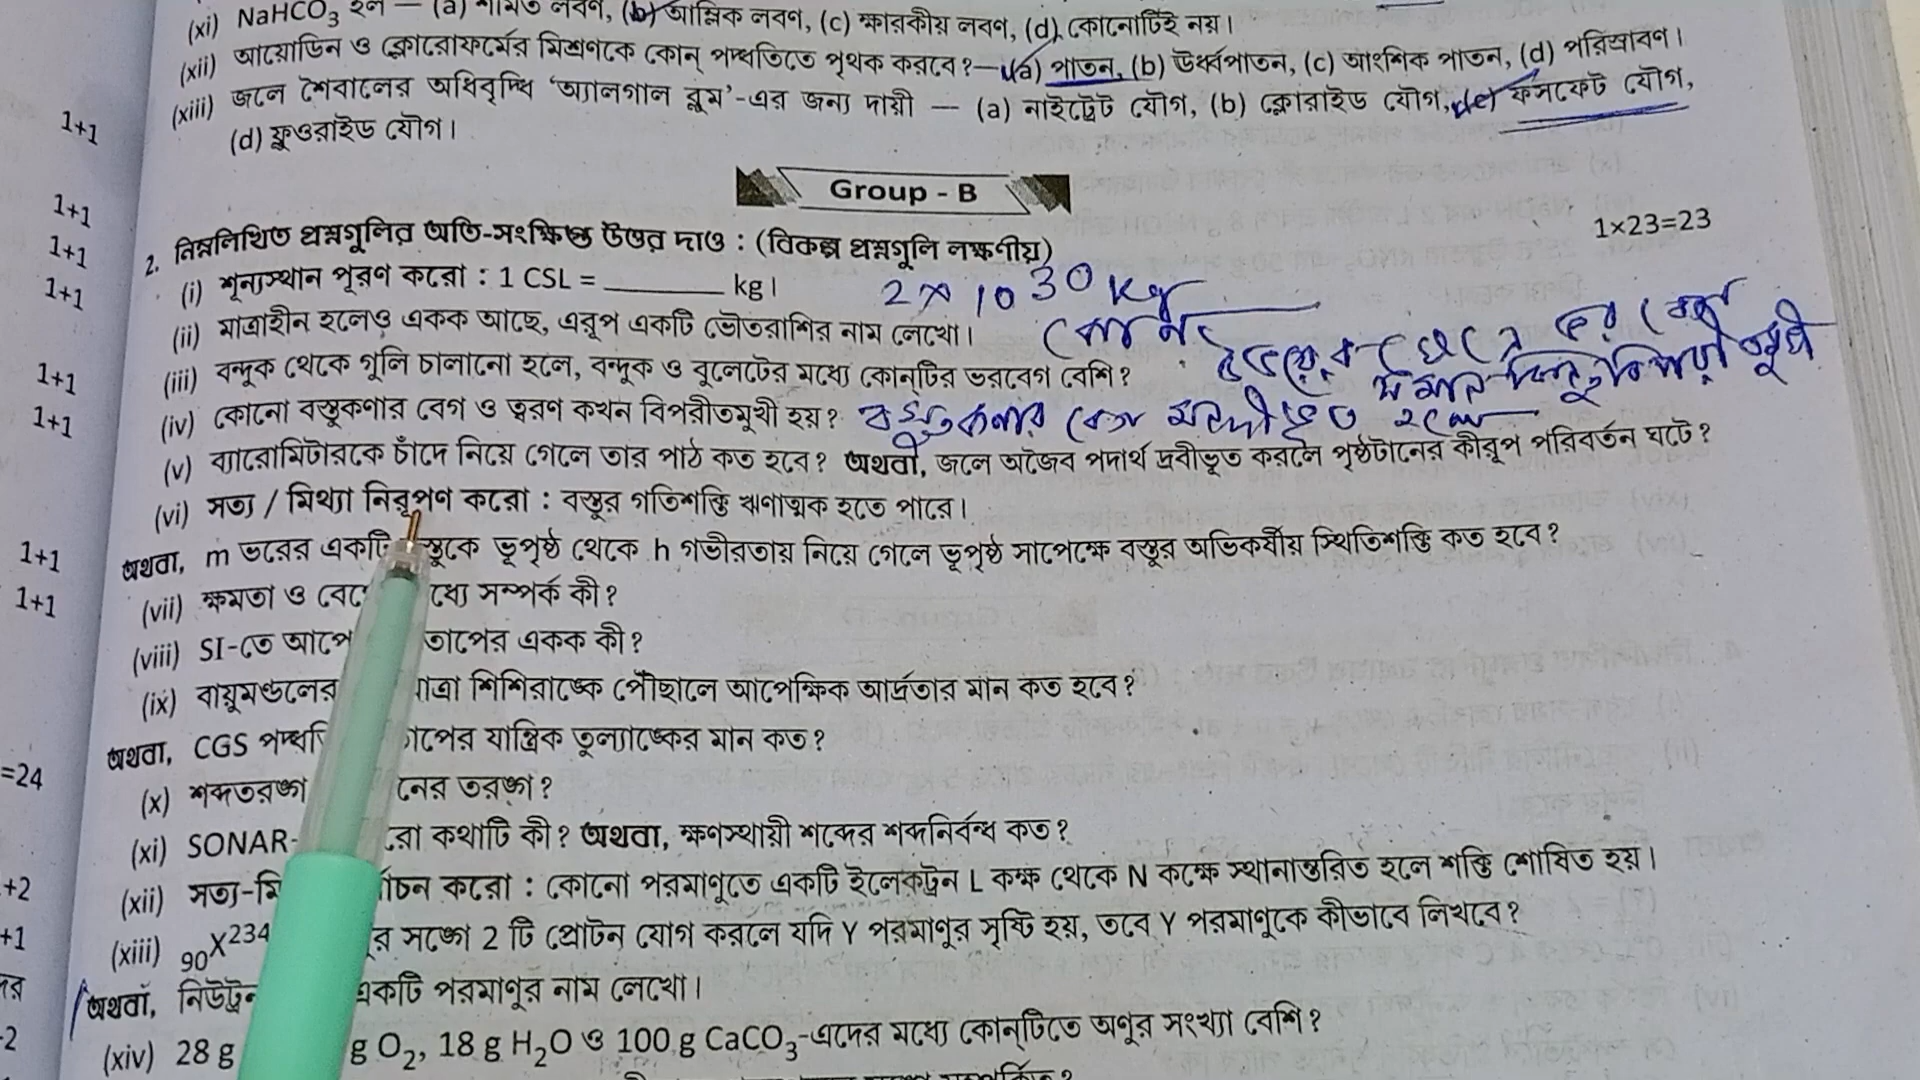 (xi) NaHCO₃ হল — (a) শমিত লবণ, (b) আম্লিক লবণ, (c) ক্ষারকীয় লবণ, (d) কোনোটিই নয়।
(xii) আয়োডিন ও ক্লোরোফর্মের মিশ্রণকে কোন্ পদ্ধতিতে পৃথক করবে?— (a) পাতন, (b) ঊর্ধ্বপাতন, (c) আংশিক পাতন, (d) পরিস্রাবণ।
(xiii) জলে শৈবালের অধিবৃদ্ধি ‘অ্যালগাল ব্লুম’-এর জন্য দায়ী — (a) নাইট্রেট যৌগ, (b) ক্লোরাইড যৌগ, (c) ফসফেট যৌগ,
1+1
(d) ফ্লুওরাইড যৌগ।
Group - B
1+1
2. নিম্নলিখিত প্রশ্নগুলির অতি-সংক্ষিপ্ত উত্তর দাও : (বিকল্প প্রশ্নগুলি লক্ষণীয়) 1×23=23
1+1
(i) শূন্যস্থান পূরণ করো : 1 CSL = ________ kg। 2×10³⁰ kg
1+1
(ii) মাত্রাহীন হলেও একক আছে, এরূপ একটি ভৌতরাশির নাম লেখো। কোণ
(iii) বন্দুক থেকে গুলি চালানো হলে, বন্দুক ও বুলেটের মধ্যে কোন্‌টির ভরবেগ বেশি? উভয়ের ক্ষেত্রে
সমান কিন্তু বিপরীতমুখী
1+1
(iv) কোনো বস্তুকণার বেগ ও ত্বরণ কখন বিপরীতমুখী হয়? বস্তুকণার বেগ মন্দীভূত হলে
1+1
(v) ব্যারোমিটারকে চাঁদে নিয়ে গেলে তার পাঠ কত হবে? অথবা, জলে অজৈব পদার্থ দ্রবীভূত করলে পৃষ্ঠটানের কীরূপ পরিবর্তন ঘটে?
(vi) সত্য / মিথ্যা নিরূপণ করো : বস্তুর গতিশক্তি ঋণাত্মক হতে পারে।
1+1
অথবা, m ভরের একটি স্তুকে ভূপৃষ্ঠ থেকে h গভীরতায় নিয়ে গেলে ভূপৃষ্ঠ সাপেক্ষে বস্তুর অভিকর্ষীয় স্থিতিশক্তি কত হবে?
1+1
(vii) ক্ষমতা ও বে ধ্যে সম্পর্ক কী?
(viii) SI-তে আপে তাপের একক কী?
(ix) বায়ুমণ্ডলের াত্রা শিশিরাঙ্কে পৌঁছালে আপেক্ষিক আর্দ্রতার মান কত হবে?
অথবা, CGS পদ্ধ াপের যান্ত্রিক তুল্যাঙ্কের মান কত?
=24
(x) শব্দতরঙ্গ নের তরঙ্গ?
(xi) SONAR- রো কথাটি কী? অথবা, ক্ষণস্থায়ী শব্দের শব্দনির্বন্ধ কত?
+2
(xii) সত্য-মি চন করো : কোনো পরমাণুতে একটি ইলেকট্রন L কক্ষ থেকে N কক্ষে স্থানান্তরিত হলে শক্তি শোষিত হয়।
+1
(xiii) ₉₀X²³⁴ র সঙ্গে 2 টি প্রোটন যোগ করলে যদি Y পরমাণুর সৃষ্টি হয়, তবে Y পরমাণুকে কীভাবে লিখবে?
অথবা, নিউট্রন একটি পরমাণুর নাম লেখো।
-2
(xiv) 28 g g O₂, 18 g H₂O ও 100 g CaCO₃-এদের মধ্যে কোন্‌টিতে অণুর সংখ্যা বেশি?